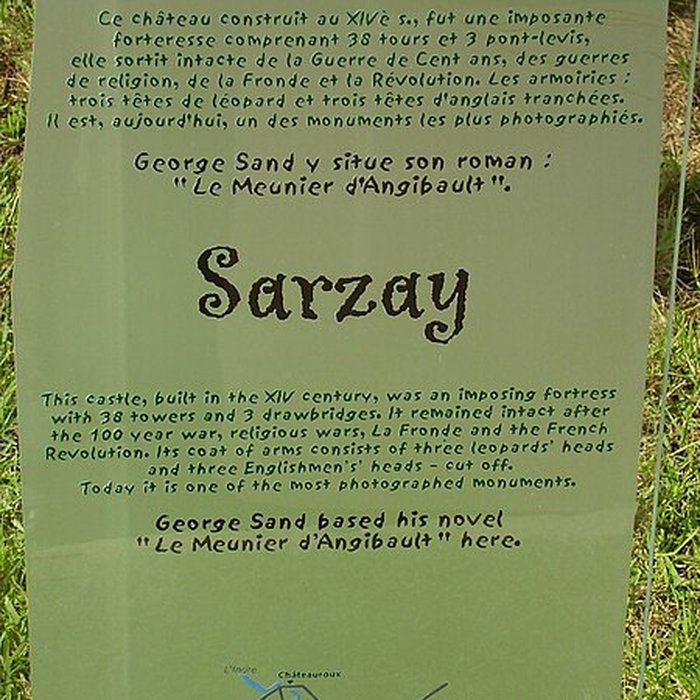 Ce château construit au XIVè s., fut une imposante
forteresse comprenant 38 tours et 3 pont-levis,
elle sortit intacte de la Guerre de Cent ans, des guerres
de religion, de la Fronde et la Révolution. Les armoiries :
trois têtes de léopard et trois têtes d'anglais tranchées.
Il est, aujourd'hui, un des monuments les plus photographiés.
George Sand y situe son roman :
"Le Meunier d'Angibault".
Sarzay
This castle, built in the XIV century, was an imposing fortress
with 38 towers and 3 drawbridges. It remained intact after
the 100 year war, religious wars, La Fronde and the French
Revolution. Its coat of arms consists of three leopards' heads
and three Englishmen's' heads - cut off.
Today it is one of the most photographed monuments.
George Sand based his novel
"Le Meunier d'Angibault" here.
L'Indre
Châteauroux